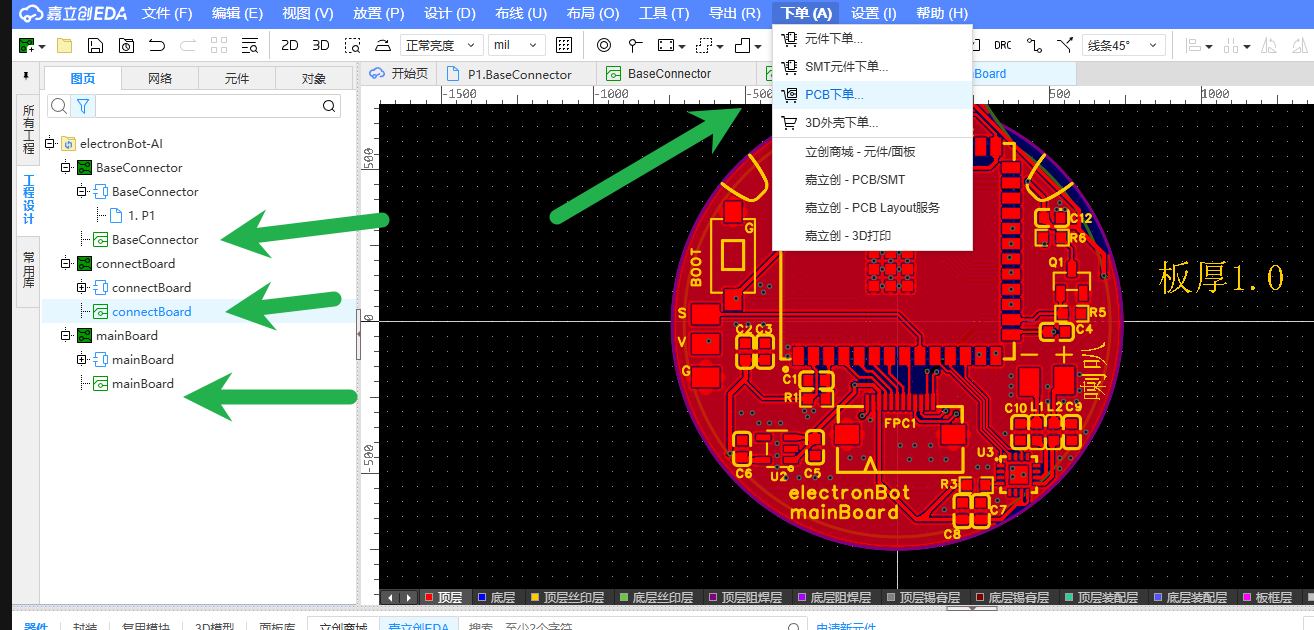 嘉立创EDA 文件 (F) 编辑 (E) 视图 (V) 放置 (P) 设计 (D) 布线 (U) 布局 (O) 工具 (T) 导出 (R) 下单 (A) 设置 (I) 帮助 (H)
2D 3D 正常亮度 mil DRC 线条45°
元件下单...
SMT元件下单...
PCB下单...
3D外壳下单...
立创商城 - 元件/面板
嘉立创 - PCB/SMT
嘉立创 - PCB Layout服务
嘉立创 - 3D打印
图页 网络 元件 对象
开始页 P1.BaseConnector BaseConnector Board
-1500 -1000 -500 500 1000
500
0
-500
所有工程
工程设计
常用库
electronBot-AI
BaseConnector
BaseConnector
1. P1
BaseConnector
connectBoard
connectBoard
connectBoard
mainBoard
mainBoard
mainBoard
G
BOOT
C12
R6
Q1
板厚1.0
S
R5
C2 C3
C4
V
G
C1
R1
C10 L1 L2 C9
FPC1
U3
C6 U2 C5
R3
electronBot
mainBoard
C7
C8
顶层 底层 顶层丝印层 底层丝印层 顶层阻焊层 底层阻焊层 顶层锡膏层 底层锡膏层 顶层装配层 底层装配层 板框层
器件 封装 复用模块 3D模型 面板库 立创商城 嘉立创EDA 搜索 至少2个字符 申请新元件